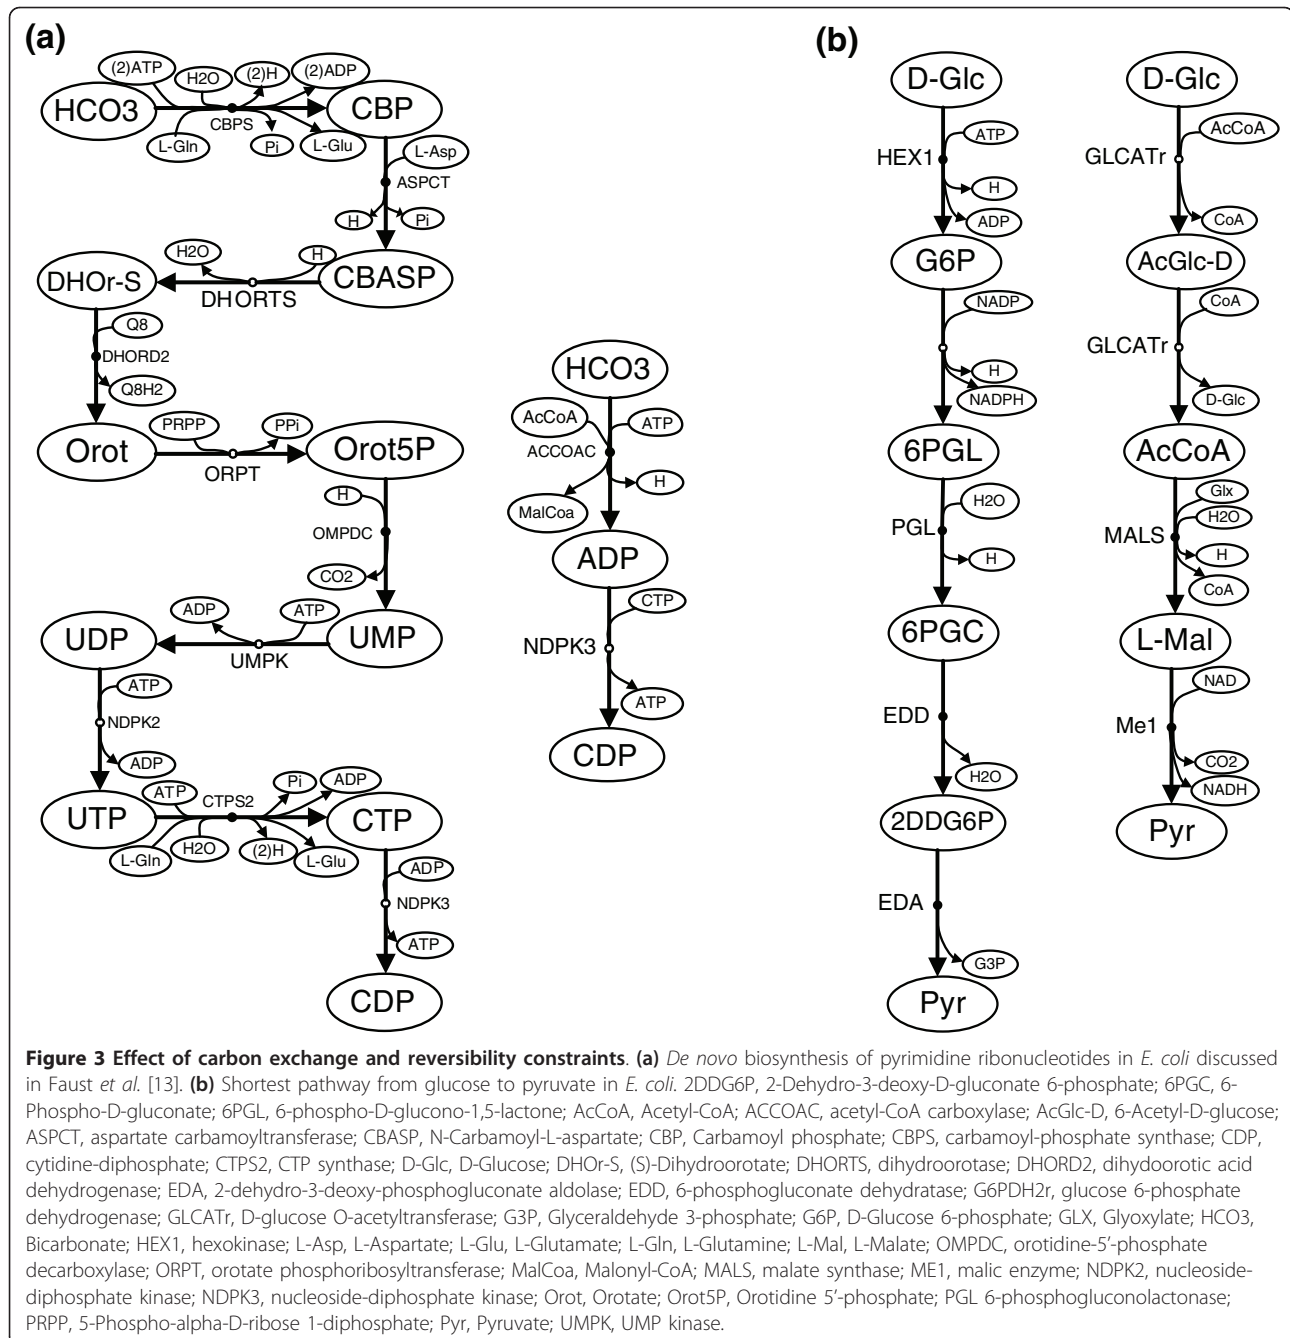 (a)
(2)ATP
H2O
(2)H
(2)ADP
HCO3
CBP
CBPS
L-Gln
Pi
L-Glu
L-Asp
ASPCT
H
Pi
H2O
H
DHOr-S
CBASP
DHORTS
Q8
DHORD2
Q8H2
PRPP
PPi
Orot
Orot5P
ORPT
H
OMPDC
CO2
ADP
ATP
UDP
UMP
UMPK
ATP
NDPK2
ADP
Pi
ADP
ATP
CTPS2
UTP
CTP
L-Gln
H2O
(2)H
L-Glu
ADP
NDPK3
ATP
CDP
HCO3
AcCoA
ATP
ACCOAC
H
MalCoa
ADP
CTP
NDPK3
ATP
CDP
(b)
D-Glc
ATP
HEX1
H
ADP
G6P
NADP
H
NADPH
6PGL
H2O
PGL
H
6PGC
EDD
H2O
2DDG6P
EDA
G3P
Pyr
D-Glc
AcCoA
GLCATr
CoA
AcGlc-D
CoA
GLCATr
D-Glc
AcCoA
Glx
H2O
MALS
H
CoA
L-Mal
NAD
Me1
CO2
NADH
Pyr
Figure 3 Effect of carbon exchange and reversibility constraints. (a) De novo biosynthesis of pyrimidine ribonucleotides in E. coli discussed
in Faust et al. [13]. (b) Shortest pathway from glucose to pyruvate in E. coli. 2DDG6P, 2-Dehydro-3-deoxy-D-gluconate 6-phosphate; 6PGC, 6-
Phospho-D-gluconate; 6PGL, 6-phospho-D-glucono-1,5-lactone; AcCoA, Acetyl-CoA; ACCOAC, acetyl-CoA carboxylase; AcGlc-D, 6-Acetyl-D-glucose;
ASPCT, aspartate carbamoyltransferase; CBASP, N-Carbamoyl-L-aspartate; CBP, Carbamoyl phosphate; CBPS, carbamoyl-phosphate synthase; CDP,
cytidine-diphosphate; CTPS2, CTP synthase; D-Glc, D-Glucose; DHOr-S, (S)-Dihydroorotate; DHORTS, dihydroorotase; DHORD2, dihydoorotic acid
dehydrogenase; EDA, 2-dehydro-3-deoxy-phosphogluconate aldolase; EDD, 6-phosphogluconate dehydratase; G6PDH2r, glucose 6-phosphate
dehydrogenase; GLCATr, D-glucose O-acetyltransferase; G3P, Glyceraldehyde 3-phosphate; G6P, D-Glucose 6-phosphate; GLX, Glyoxylate; HCO3,
Bicarbonate; HEX1, hexokinase; L-Asp, L-Aspartate; L-Glu, L-Glutamate; L-Gln, L-Glutamine; L-Mal, L-Malate; OMPDC, orotidine-5'-phosphate
decarboxylase; ORPT, orotate phosphoribosyltransferase; MalCoa, Malonyl-CoA; MALS, malate synthase; ME1, malic enzyme; NDPK2, nucleoside-
diphosphate kinase; NDPK3, nucleoside-diphosphate kinase; Orot, Orotate; Orot5P, Orotidine 5'-phosphate; PGL 6-phosphogluconolactonase;
PRPP, 5-Phospho-alpha-D-ribose 1-diphosphate; Pyr, Pyruvate; UMPK, UMP kinase.